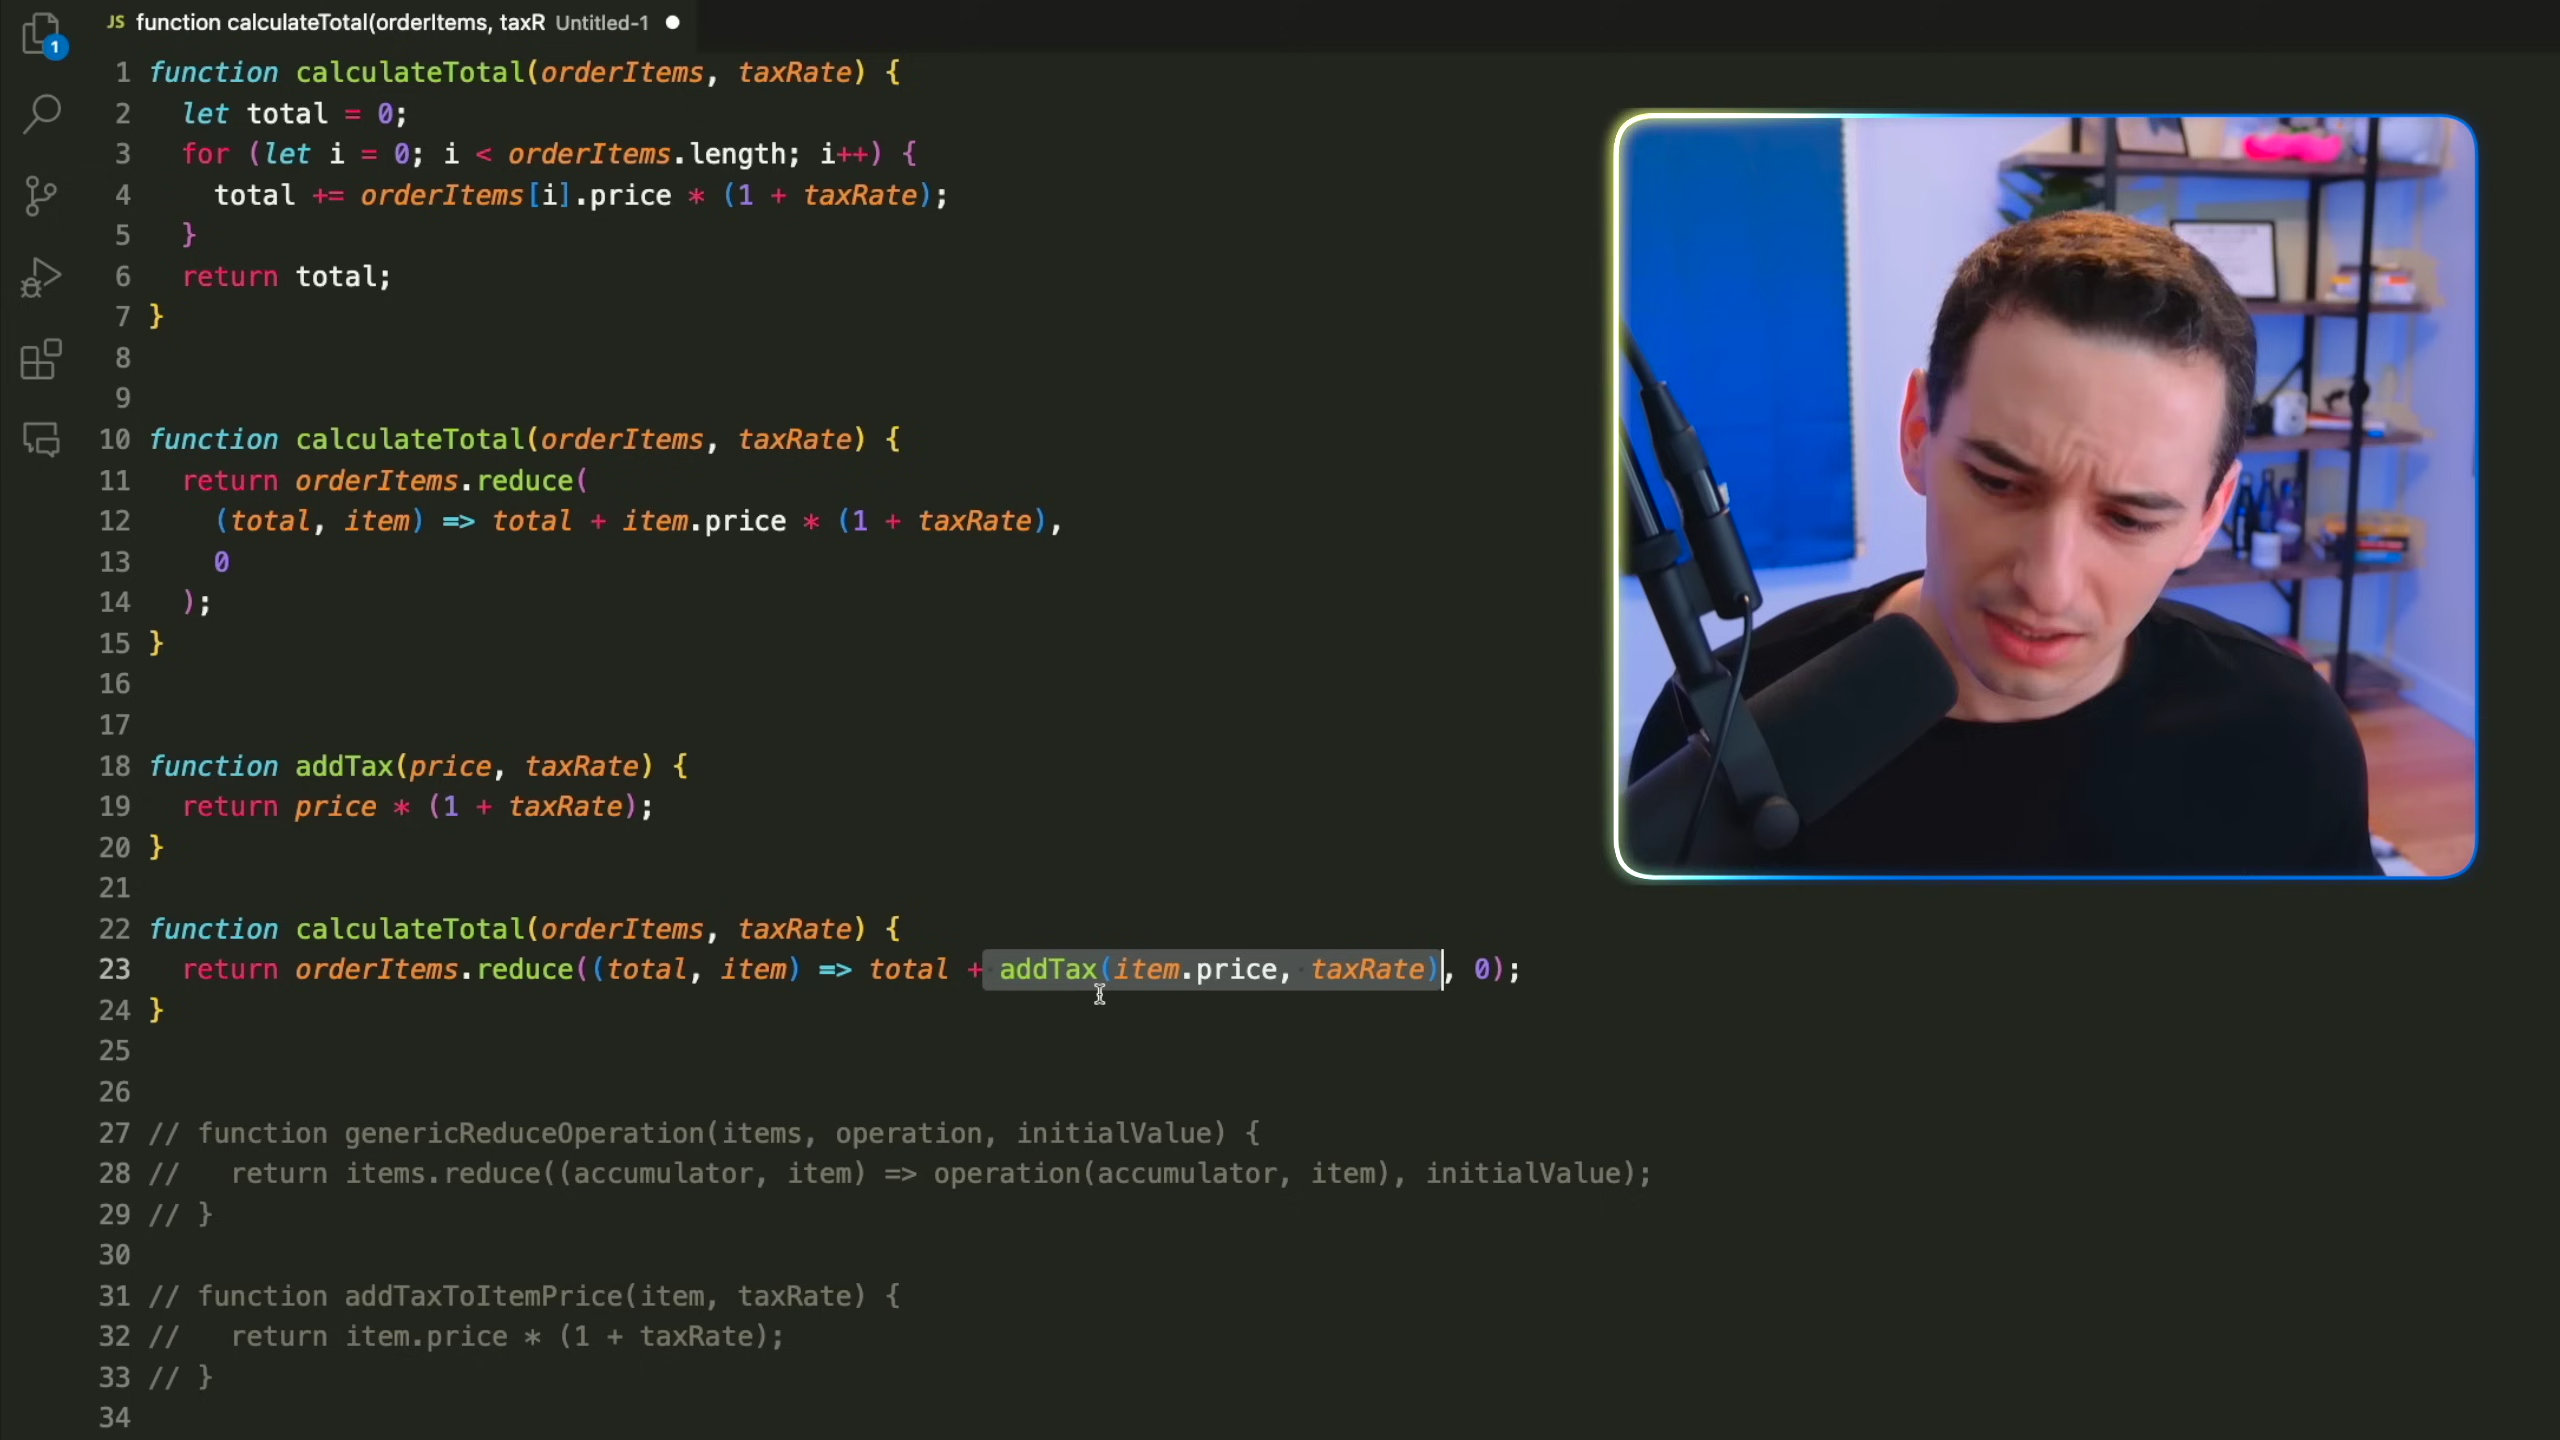 JS function calculateTotal(orderItems, taxR Untitled-1
1
1 function calculateTotal(orderItems, taxRate) {
2 let total = 0;
3 for (let i = 0; i < orderItems.length; i++) {
4 total += orderItems[i].price * (1 + taxRate);
5 }
6 return total;
7 }
8
9
10 function calculateTotal(orderItems, taxRate) {
11 return orderItems.reduce(
12 (total, item) => total + item.price * (1 + taxRate),
13 0
14 );
15 }
16
17
18 function addTax(price, taxRate) {
19 return price * (1 + taxRate);
20 }
21
22 function calculateTotal(orderItems, taxRate) {
23 return orderItems.reduce((total, item) => total + addTax(item.price, taxRate), 0);
24 }
25
26
27 // function genericReduceOperation(items, operation, initialValue) {
28 // return items.reduce((accumulator, item) => operation(accumulator, item), initialValue);
29 // }
30
31 // function addTaxToItemPrice(item, taxRate) {
32 // return item.price * (1 + taxRate);
33 // }
34